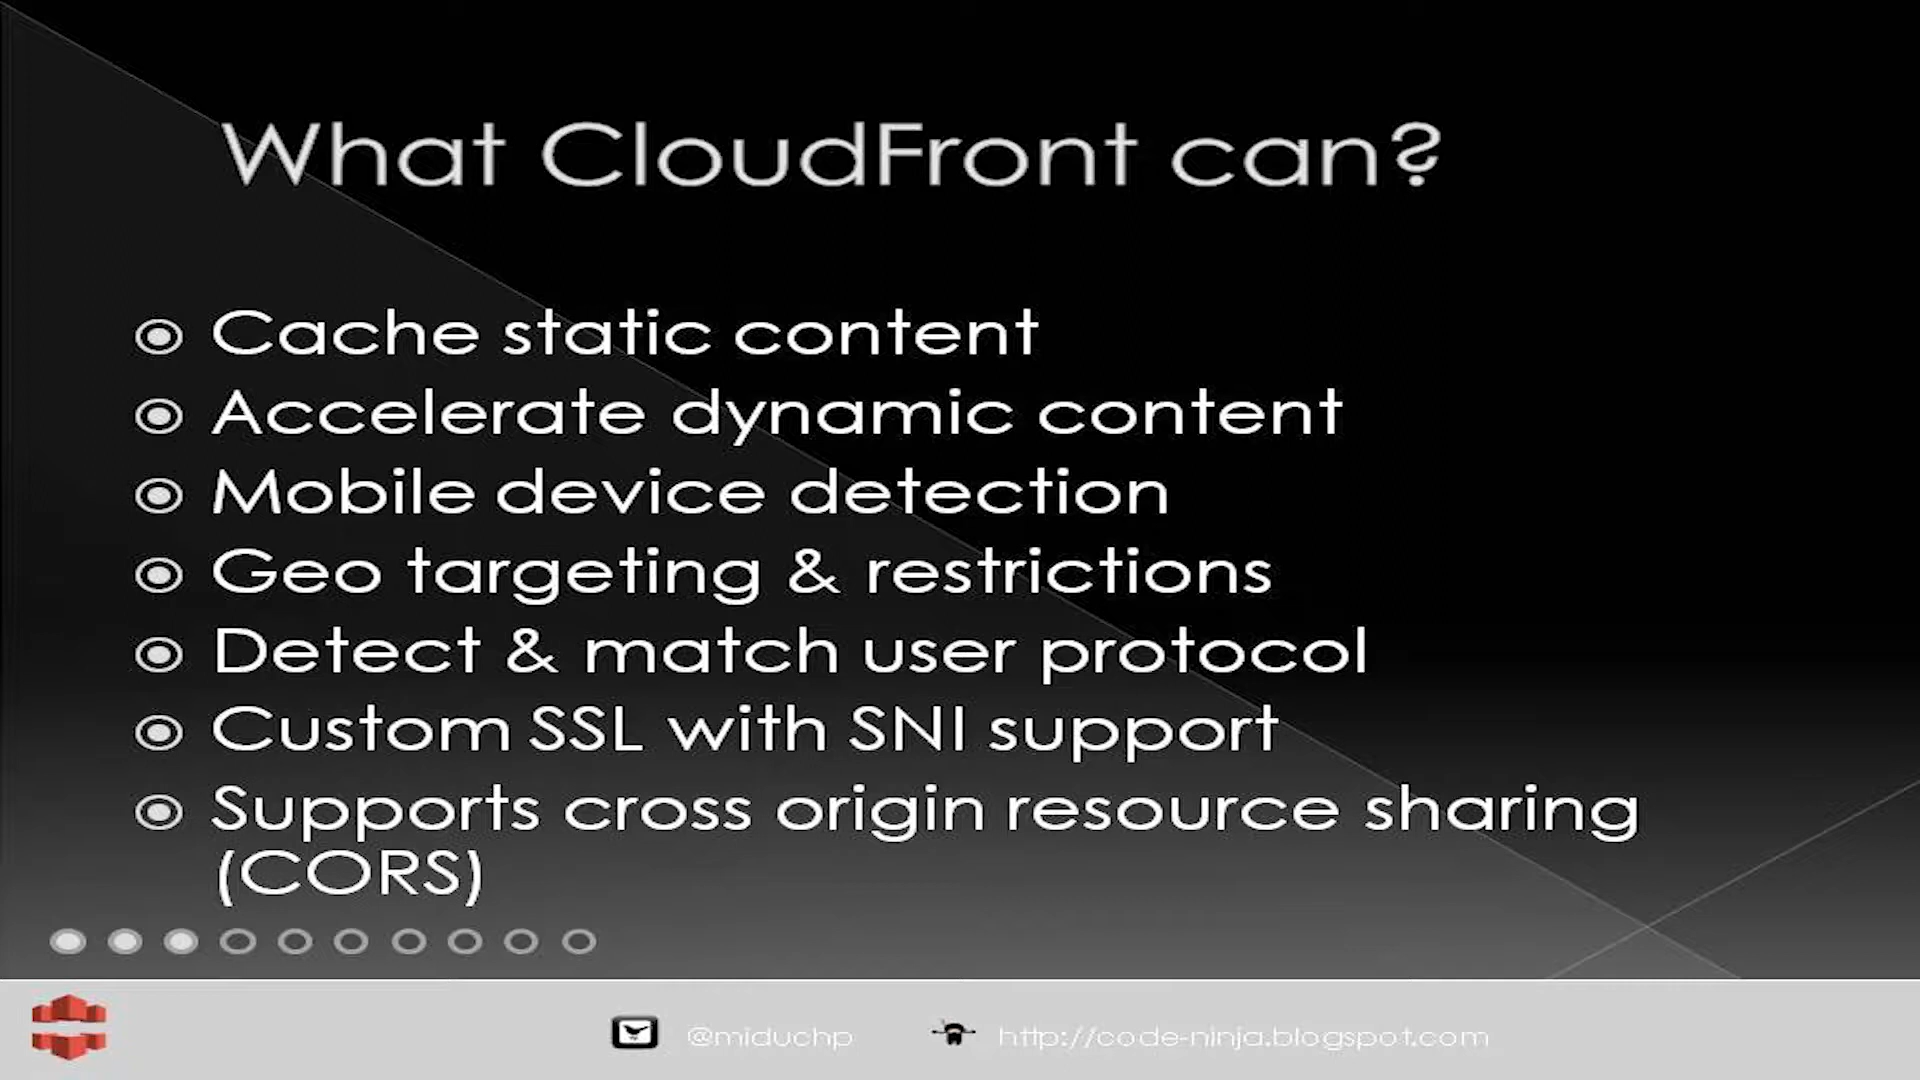 What CloudFront can?
Cache static content
Accelerate dynamic content
Mobile device detection
Geo targeting & restrictions
Detect & match user protocol
Custom SSL with SNI support
Supports cross origin resource sharing
(CORS)
@miduchp http://code-ninja.blogspot.com